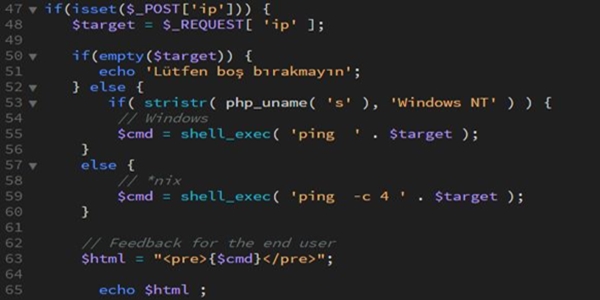 47 if(isset($_POST['ip'])) {
48 $target = $_REQUEST[ 'ip' ];
49
50 if(empty($target)) {
51 echo 'Lütfen boş bırakmayın';
52 } else {
53 if( stristr( php_uname( 's' ), 'Windows NT' ) ) {
54 // Windows
55 $cmd = shell_exec( 'ping  ' . $target );
56 }
57 else {
58 // *nix
59 $cmd = shell_exec( 'ping  -c 4 ' . $target );
60 }
61
62 // Feedback for the end user
63 $html = "<pre>{$cmd}</pre>";
64
65 echo $html ;